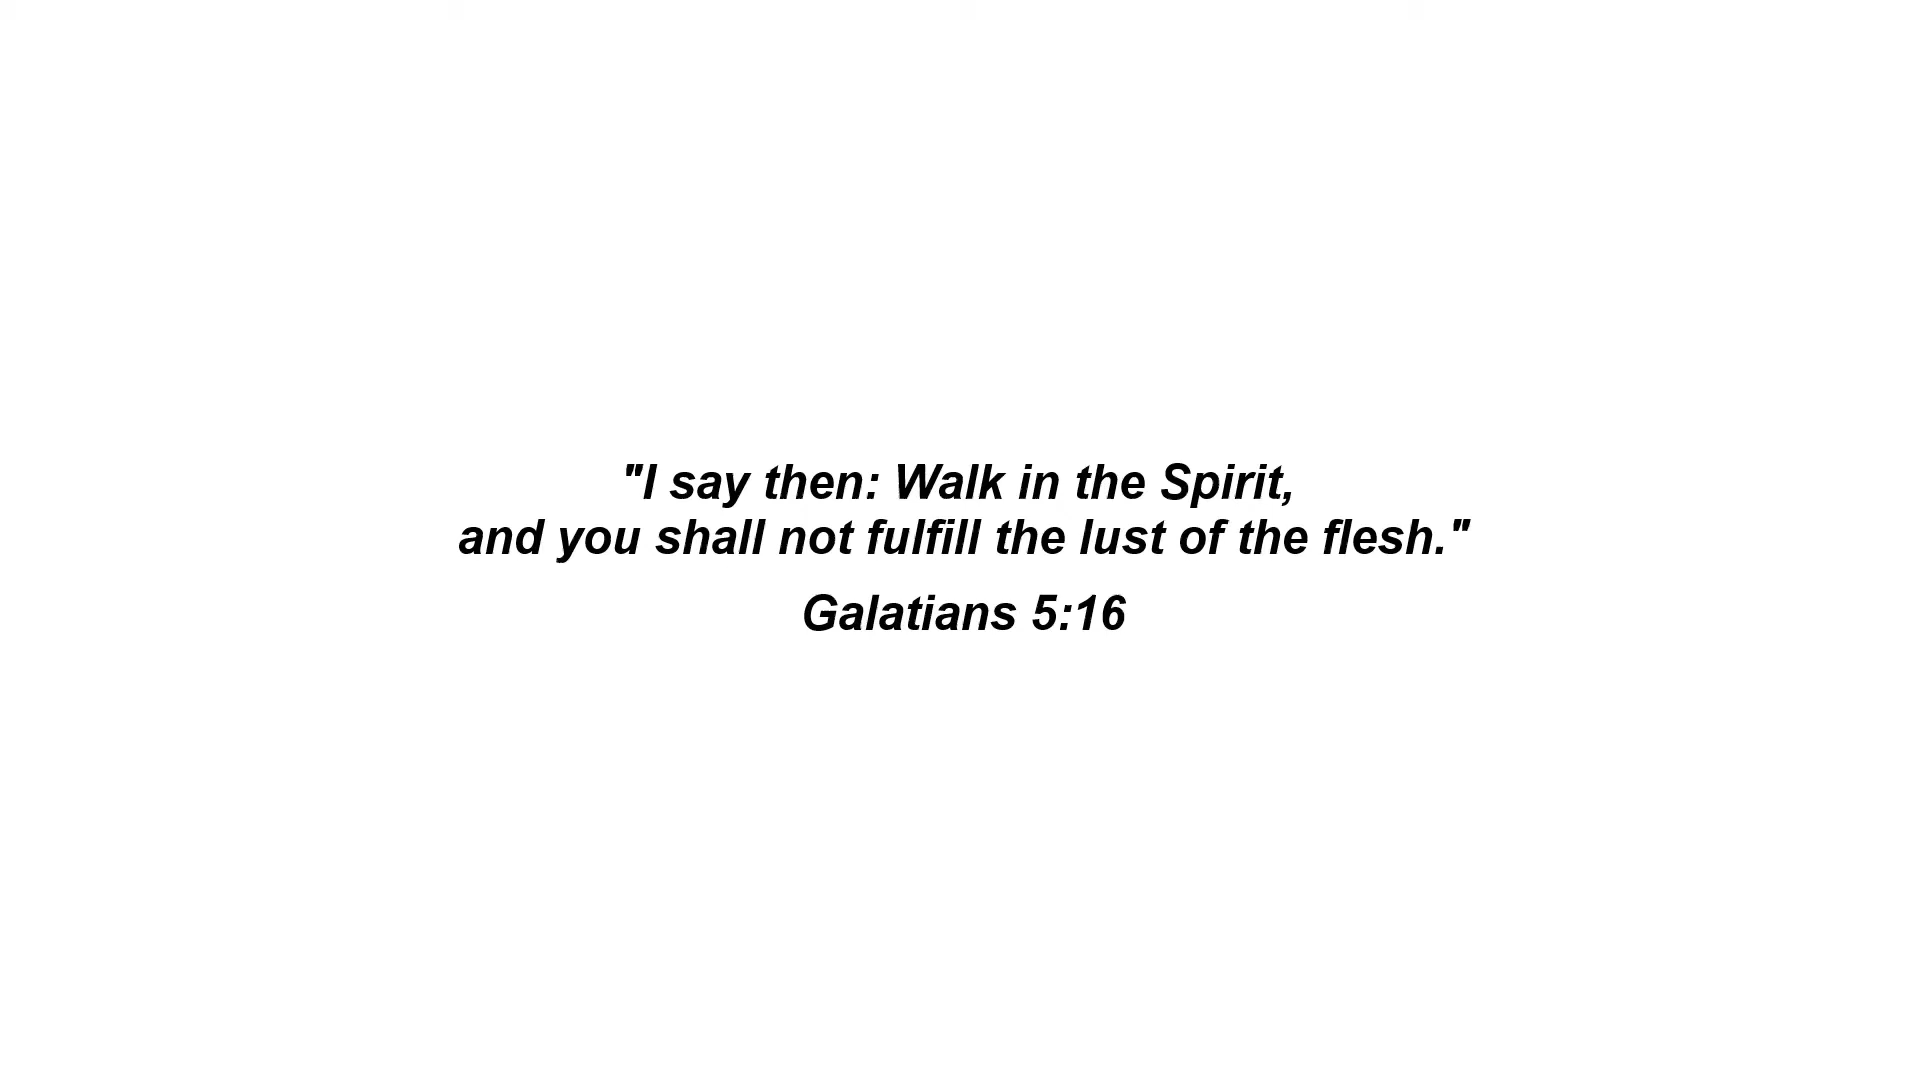 "I say then: Walk in the Spirit,
and you shall not fulfill the lust of the flesh."
Galatians 5:16